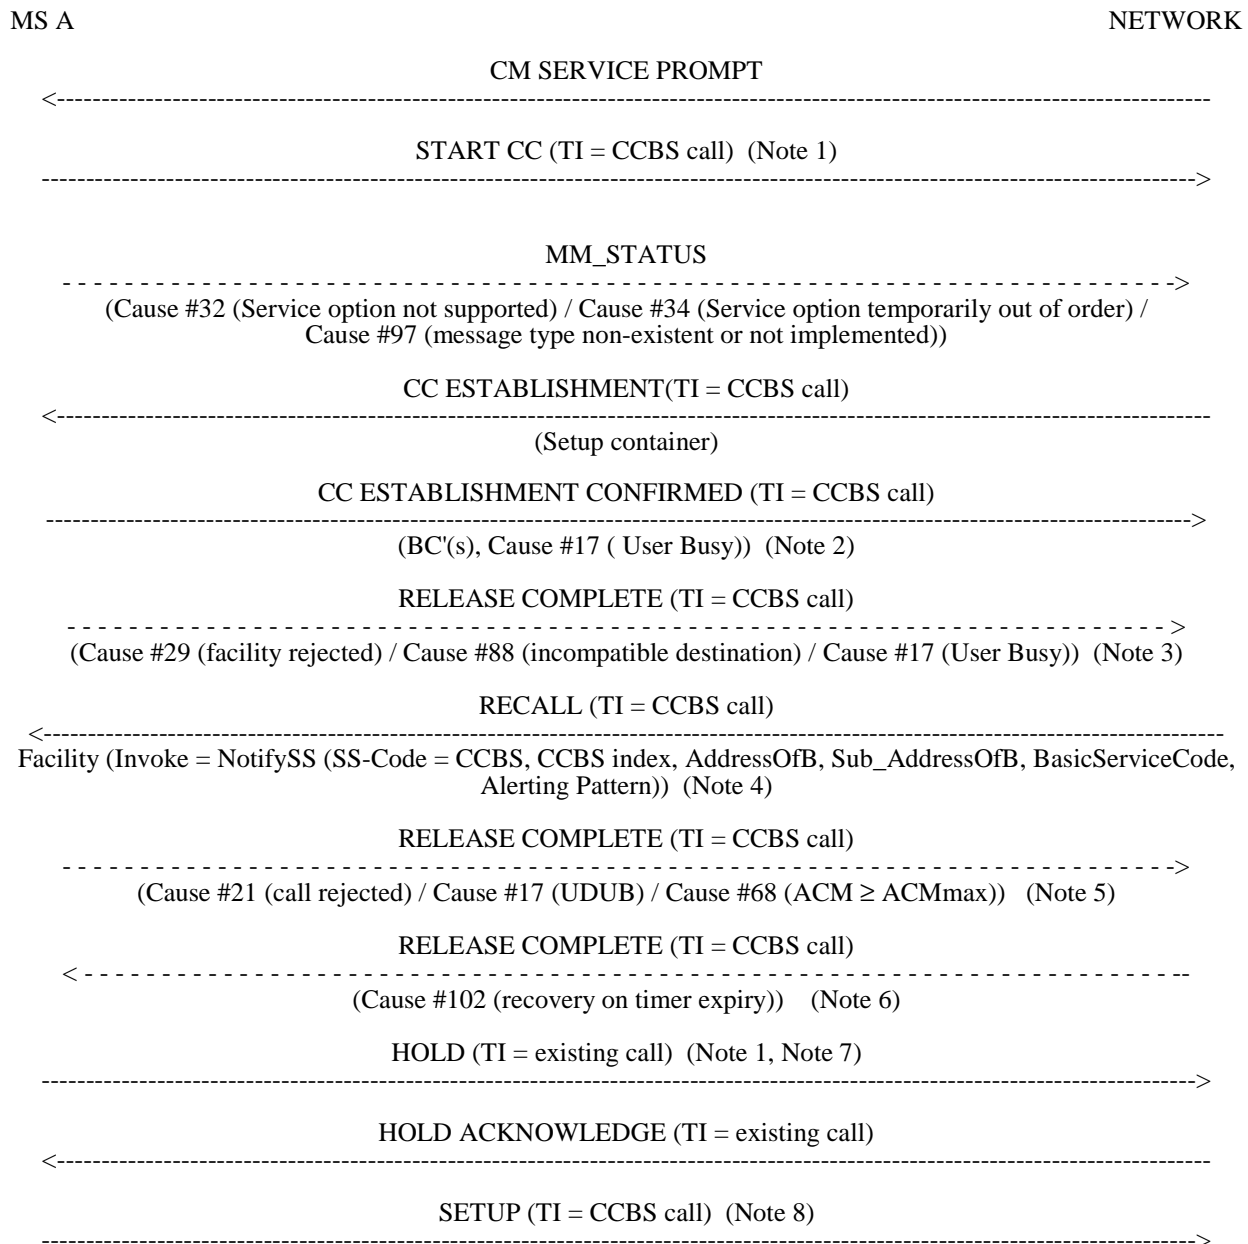 MS A NETWORK
CM SERVICE PROMPT
<----------------------------------------------------------------------------------------------------------------------------------
START CC (TI = CCBS call) (Note 1)
---------------------------------------------------------------------------------------------------------------------------------->
MM_STATUS
- - - - - - - - - - - - - - - - - - - - - - - - - - - - - - - - - - - - - - - - - - - - - - - - - - - - - - - - - - - - - - - - - - - - - - - ->
(Cause #32 (Service option not supported) / Cause #34 (Service option temporarily out of order) /
Cause #97 (message type non-existent or not implemented))
CC ESTABLISHMENT(TI = CCBS call)
<----------------------------------------------------------------------------------------------------------------------------------
(Setup container)
CC ESTABLISHMENT CONFIRMED (TI = CCBS call)
--------------------------------------------------------------------------------------------------------------------------------->
(BC'(s), Cause #17 ( User Busy)) (Note 2)
RELEASE COMPLETE (TI = CCBS call)
- - - - - - - - - - - - - - - - - - - - - - - - - - - - - - - - - - - - - - - - - - - - - - - - - - - - - - - - - - - - - - - - - - - - - - - >
(Cause #29 (facility rejected) / Cause #88 (incompatible destination) / Cause #17 (User Busy)) (Note 3)
RECALL (TI = CCBS call)
<-------------------------------------------------------------------------------------------------------------------------------------
Facility (Invoke = NotifySS (SS-Code = CCBS, CCBS index, AddressOfB, Sub_AddressOfB, BasicServiceCode,
Alerting Pattern)) (Note 4)
RELEASE COMPLETE (TI = CCBS call)
- - - - - - - - - - - - - - - - - - - - - - - - - - - - - - - - - - - - - - - - - - - - - - - - - - - - - - - - - - - - - - - - - - - - - - - ->
(Cause #21 (call rejected) / Cause #17 (UDUB) / Cause #68 (ACM ≥ ACMmax)) (Note 5)
RELEASE COMPLETE (TI = CCBS call)
< - - - - - - - - - - - - - - - - - - - - - - - - - - - - - - - - - - - - - - - - - - - - - - - - - - - - - - - - - - - - - - - - - - - - - - --
(Cause #102 (recovery on timer expiry)) (Note 6)
HOLD (TI = existing call) (Note 1, Note 7)
---------------------------------------------------------------------------------------------------------------------------------->
HOLD ACKNOWLEDGE (TI = existing call)
<----------------------------------------------------------------------------------------------------------------------------------
SETUP (TI = CCBS call) (Note 8)
---------------------------------------------------------------------------------------------------------------------------------->